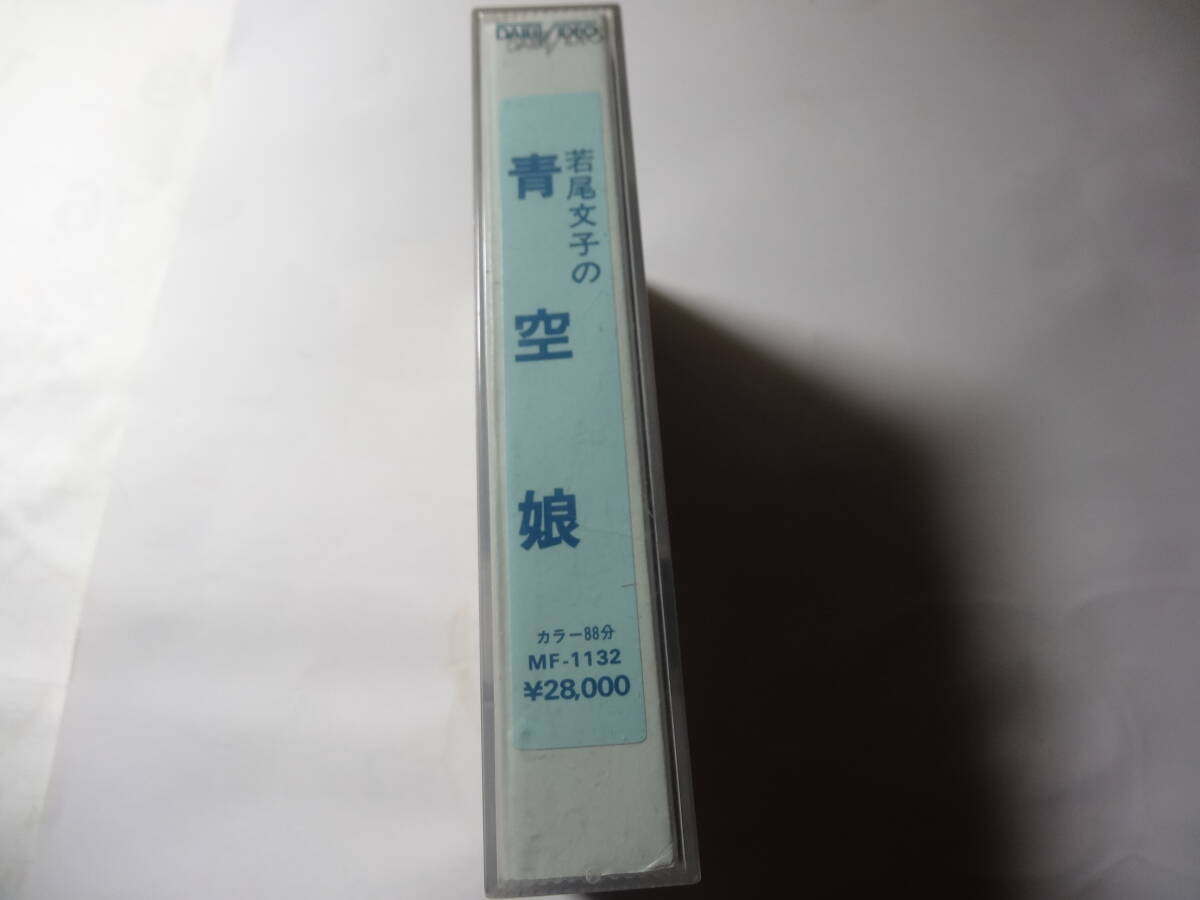 DAIEI VIDEO
若尾文子の
青空娘
カラー88分
MF-1132
¥28,000